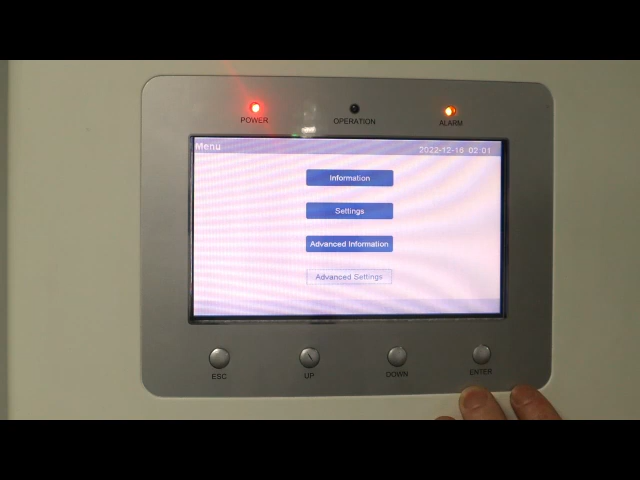 POWER OPERATION ALARM
Menu 2022-12-16 02 01
Information
Settings
Advanced Information
Advanced Settings
ESC UP DOWN ENTER